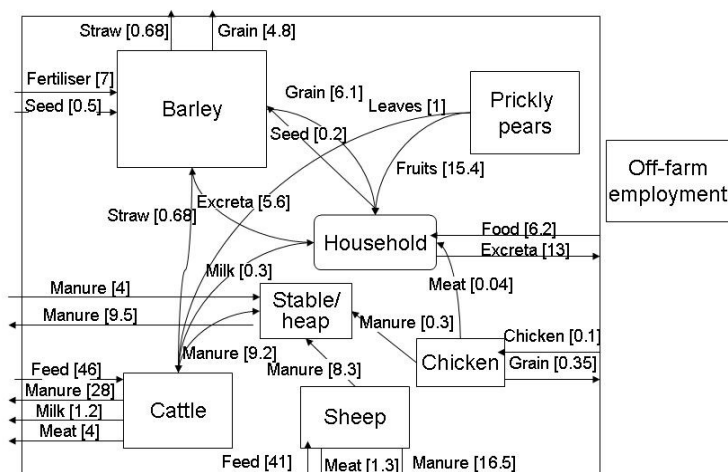 Straw [0.68]
Grain [4.8]
Fertiliser [7]
Seed [0.5]
Barley
Grain [6.1]
Leaves [1]
Seed [0.2]
Prickly
pears
Fruits [15.4]
Off-farm
employment
Excreta [5.6]
Straw [0.68]
Household
Food [6.2]
Excreta [13]
Milk [0.3]
Meat [0.04]
Manure [4]
Manure [9.5]
Stable/
heap
Manure [0.3]
Chicken [0.1]
Chicken
Grain [0.35]
Manure [9.2]
Manure [8.3]
Feed [46]
Manure [28]
Milk [1.2]
Meat [4]
Cattle
Sheep
Feed [41]
Meat [1.3]
Manure [16.5]